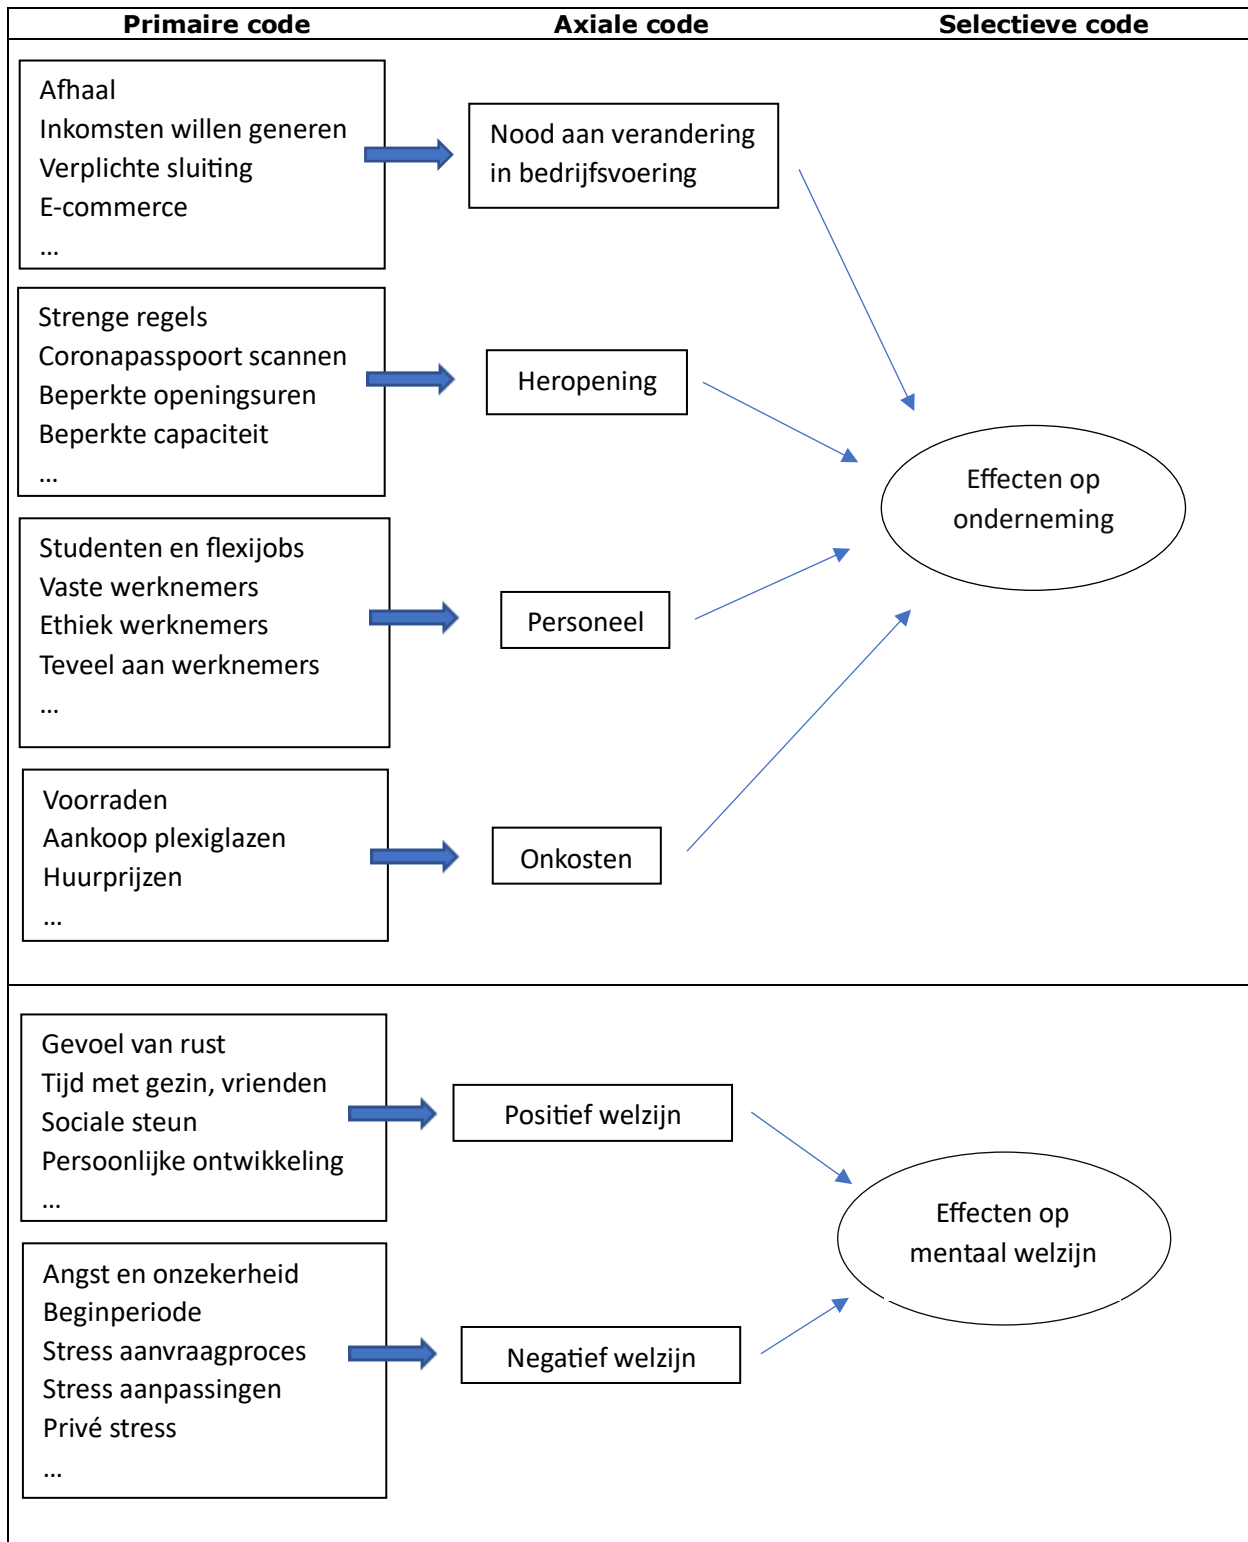 Primaire code
Axiale code
Selectieve code
Afhaal
Inkomsten willen generen
Verplichte sluiting
E-commerce
...
Nood aan verandering
in bedrijfsvoering
Strenge regels
Coronapasspoort scannen
Beperkte openingsuren
Beperkte capaciteit
...
Heropening
Effecten op
onderneming
Studenten en flexijobs
Vaste werknemers
Ethiek werknemers
Teveel aan werknemers
...
Personeel
Voorraden
Aankoop plexiglazen
Huurprijzen
...
Onkosten
Gevoel van rust
Tijd met gezin, vrienden
Sociale steun
Persoonlijke ontwikkeling
...
Positief welzijn
Effecten op
mentaal welzijn
Angst en onzekerheid
Beginperiode
Stress aanvraagproces
Stress aanpassingen
Privé stress
...
Negatief welzijn